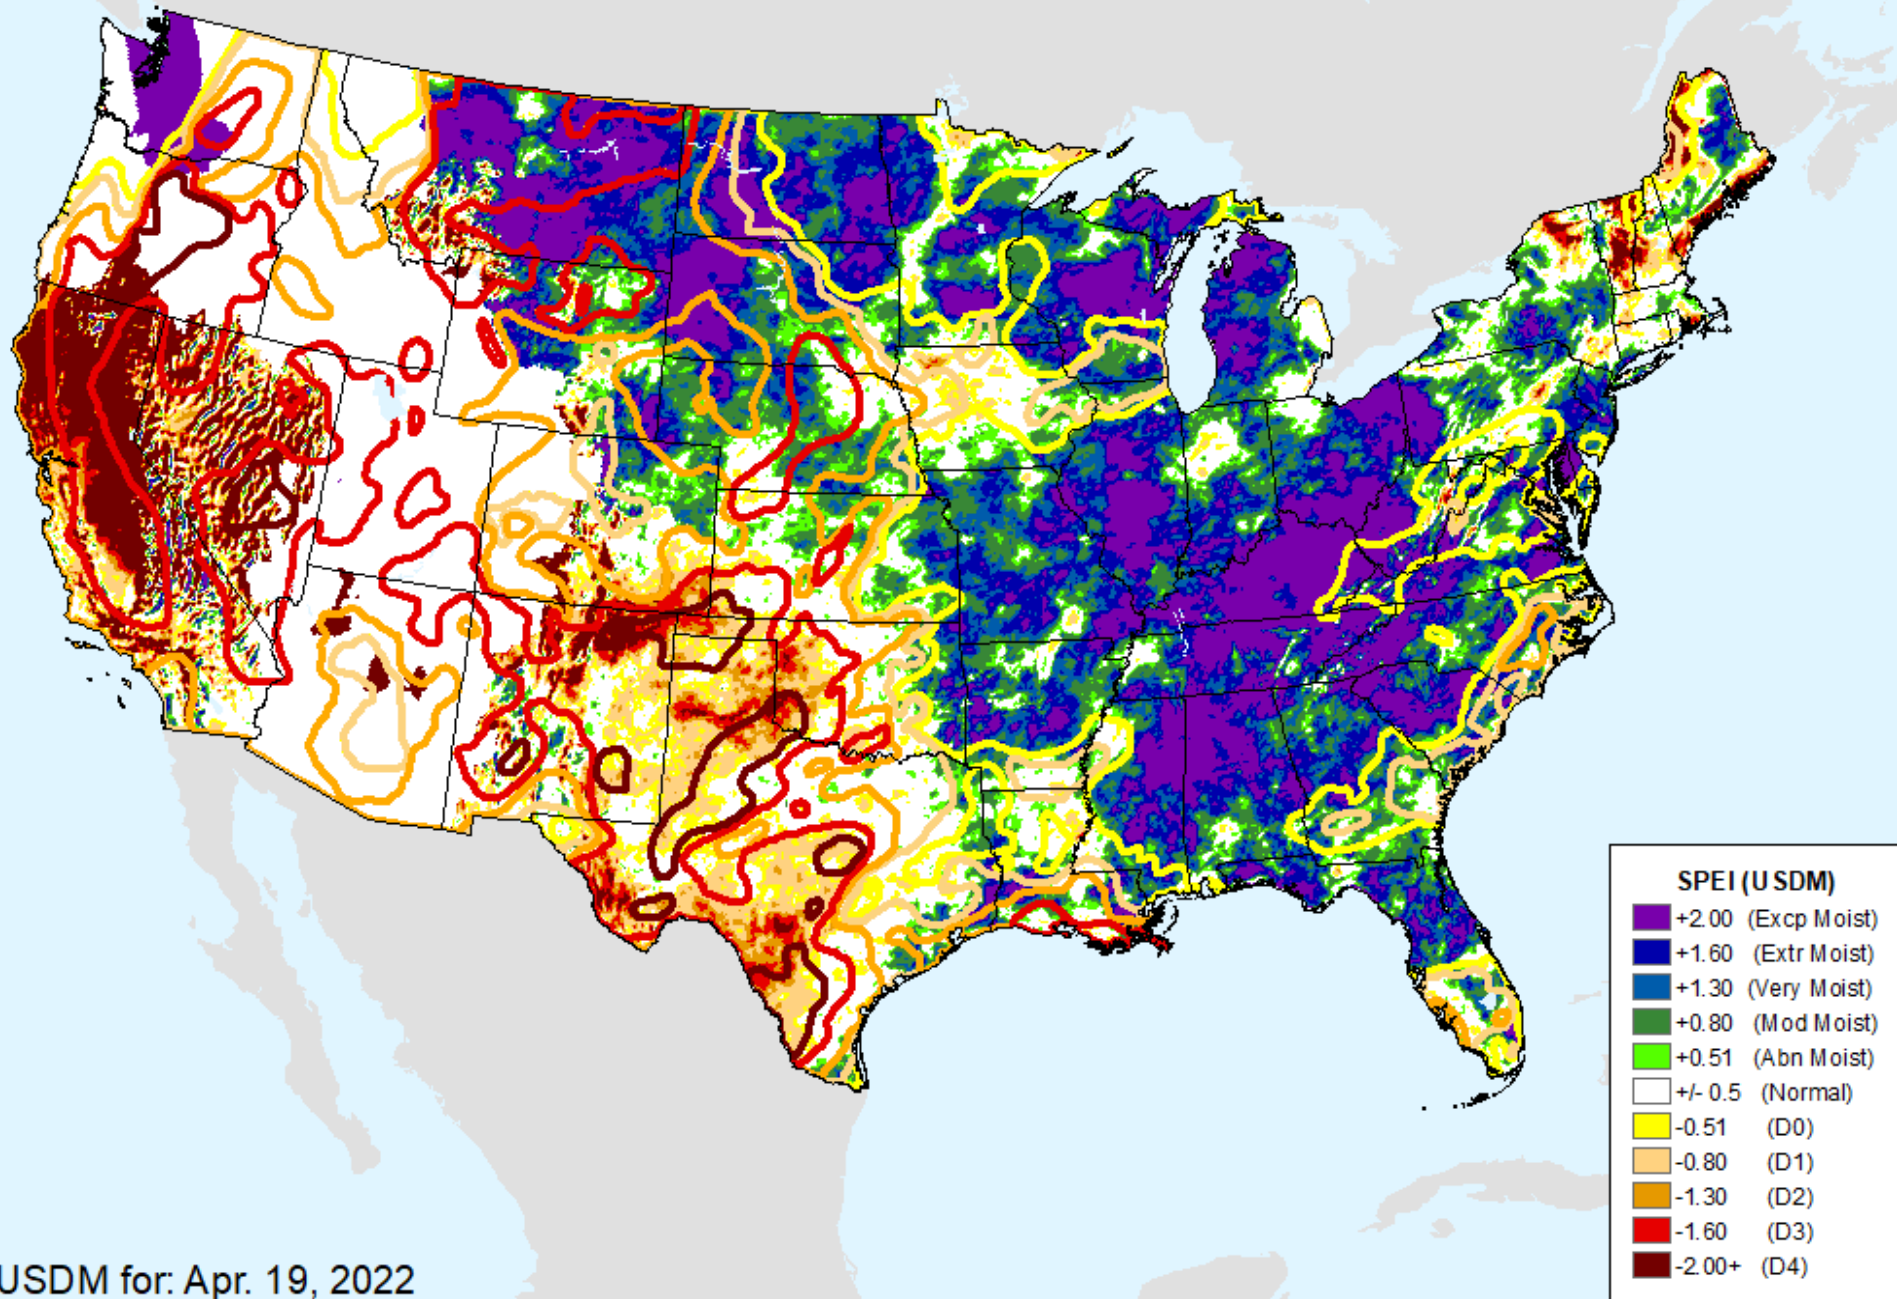 SPEI (USDM)
+2.00 (Excp Moist)
+1.60 (Extr Moist)
+1.30 (Very Moist)
+0.80 (Mod Moist)
+0.51 (Abn Moist)
+/- 0.5 (Normal)
-0.51 (D0)
-0.80 (D1)
-1.30 (D2)
-1.60 (D3)
-2.00+ (D4)
USDM for: Apr. 19, 2022